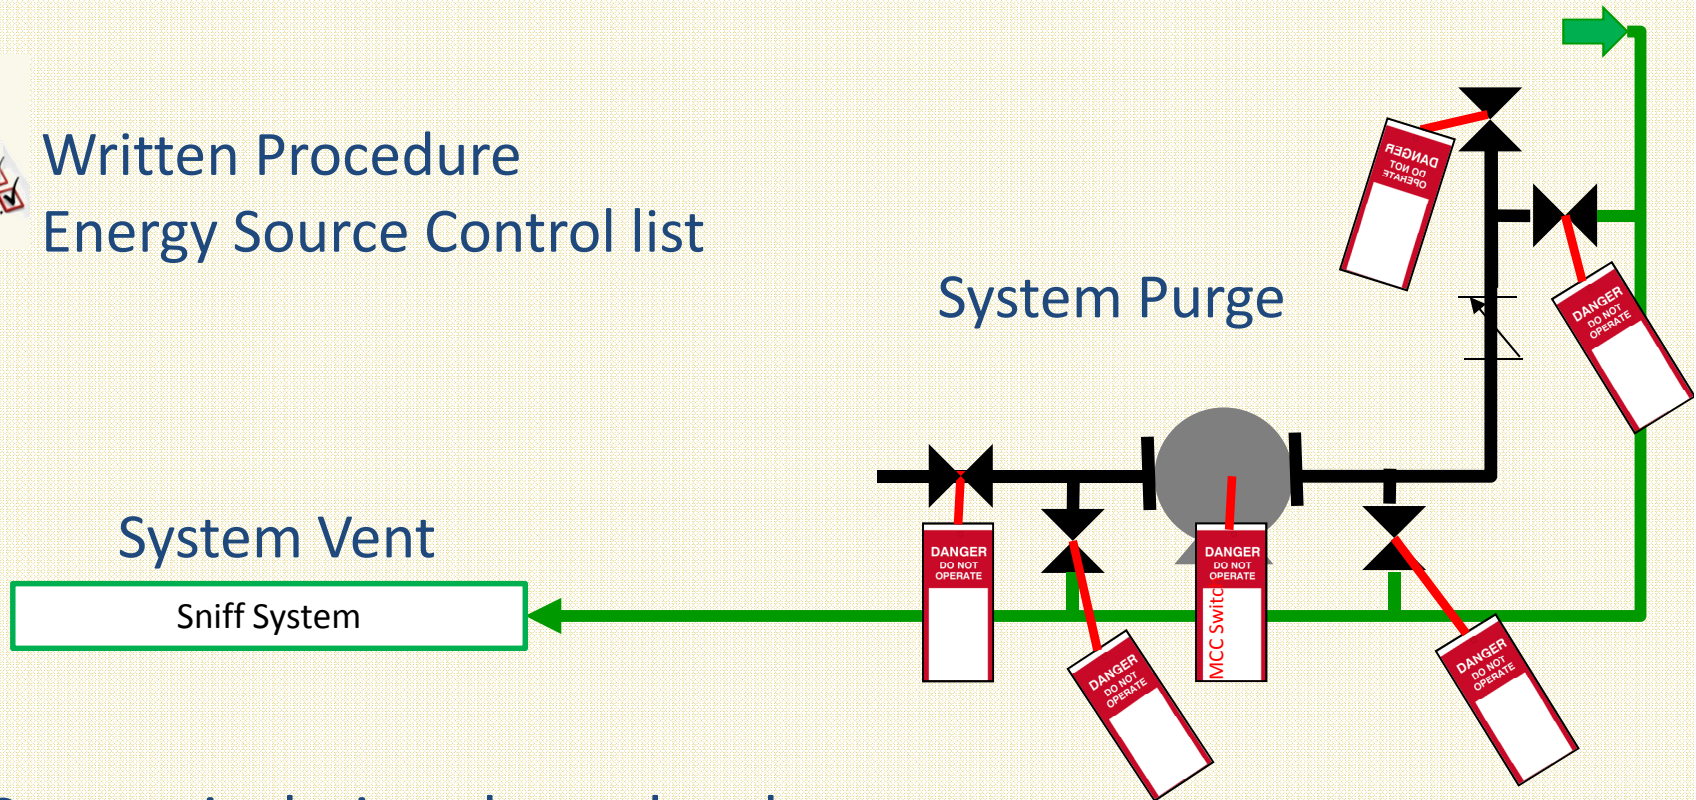 Written Procedure
Energy Source Control list
System Purge
System Vent
Sniff System
DANGER
DO NOT
OPERATE
DANGER
DO NOT
OPERATE
DANGER
DO NOT
OPERATE
DANGER
DO NOT
OPERATE
MCC Switc
DANGER
DO NOT
OPERATE
DANGER
DO NOT
OPERATE